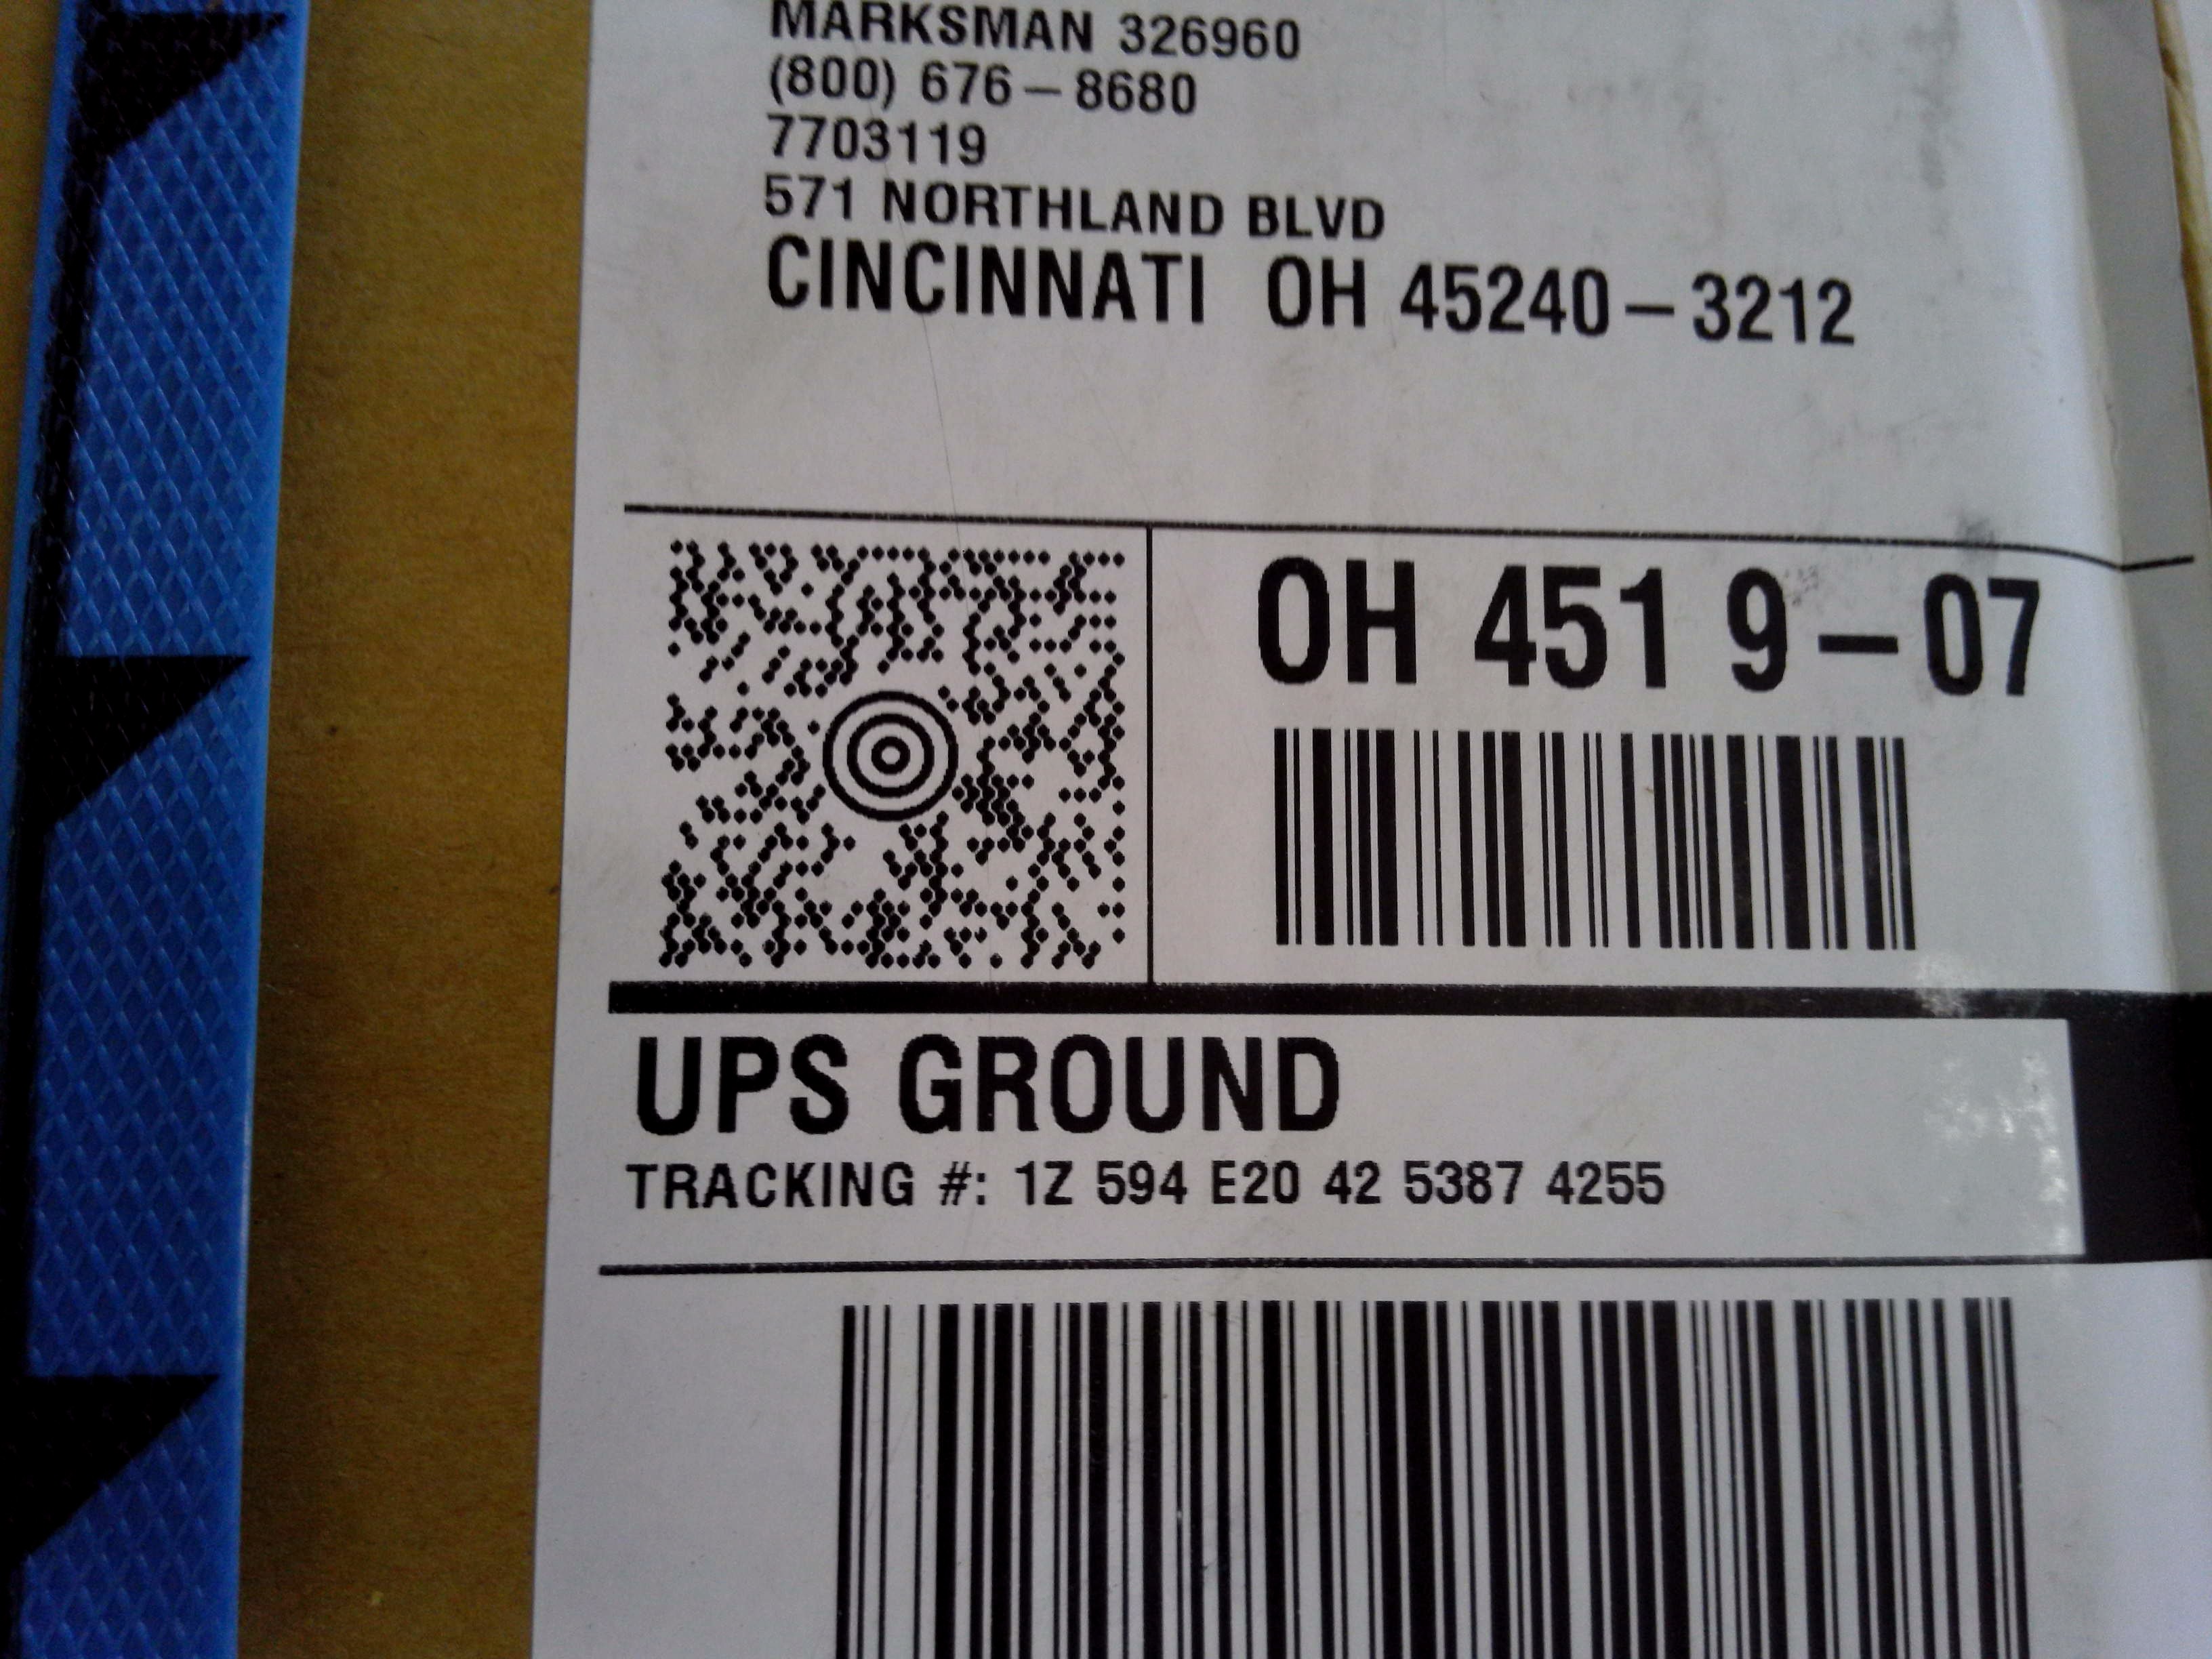 MARKSMAN 326960
(800) 676-8680
7703119
571 NORTHLAND BLVD
CINCINNATI OH 45240-3212
OH 451 9-07
UPS GROUND
TRACKING #: 1Z 594 E20 42 5387 4255